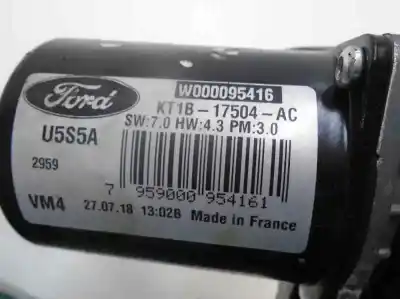 Ford
W000095416
KT1B-17504-AC
SW:7.0 HW:4.3 PM:3.0
U5S5A
2959
7 959000 954161
VM4 27.07.18 13:02B Made in France